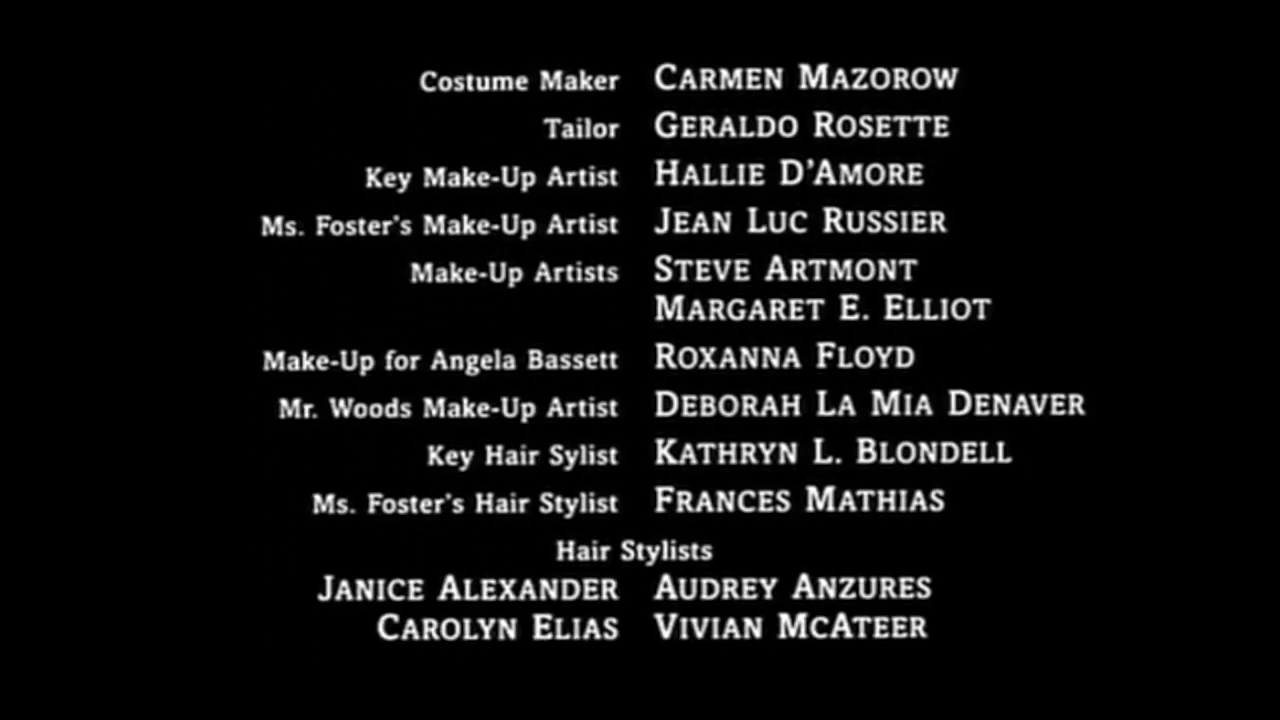 Costume Maker CARMEN MAZOROW
Tailor GERALDO ROSETTE
Key Make-Up Artist HALLIE D'AMORE
Ms. Foster's Make-Up Artist JEAN LUC RUSSIER
Make-Up Artists STEVE ARTMONT
MARGARET E. ELLIOT
Make-Up for Angela Bassett ROXANNA FLOYD
Mr. Woods Make-Up Artist DEBORAH LA MIA DENAVER
Key Hair Sylist KATHRYN L. BLONDELL
Ms. Foster's Hair Stylist FRANCES MATHIAS
Hair Stylists
JANICE ALEXANDER AUDREY ANZURES
CAROLYN ELIAS VIVIAN MCATEER